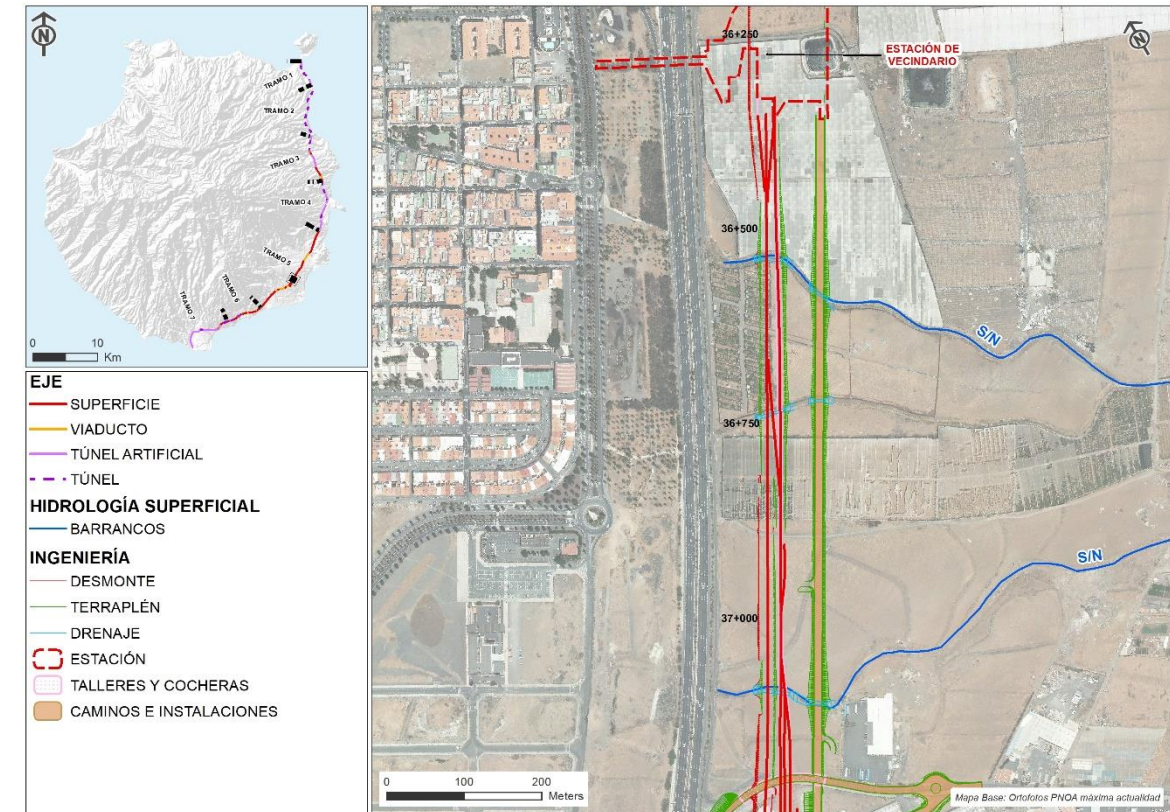 N
TRAMO 1
TRAMO 2
TRAMO 3
TRAMO 4
TRAMO 5
TRAMO 6
TRAMO 7
0 10
Km
EJE
SUPERFICIE
VIADUCTO
TÚNEL ARTIFICIAL
TÚNEL
HIDROLOGÍA SUPERFICIAL
BARRANCOS
INGENIERÍA
DESMONTE
TERRAPLÉN
DRENAJE
ESTACIÓN
TALLERES Y COCHERAS
CAMINOS E INSTALACIONES
N
36+250
ESTACIÓN DE
VECINDARIO
36+500
S/N
36+750
S/N
37+000
0 100 200
Meters
Mapa Base: Ortofotos PNOA máxima actualidad